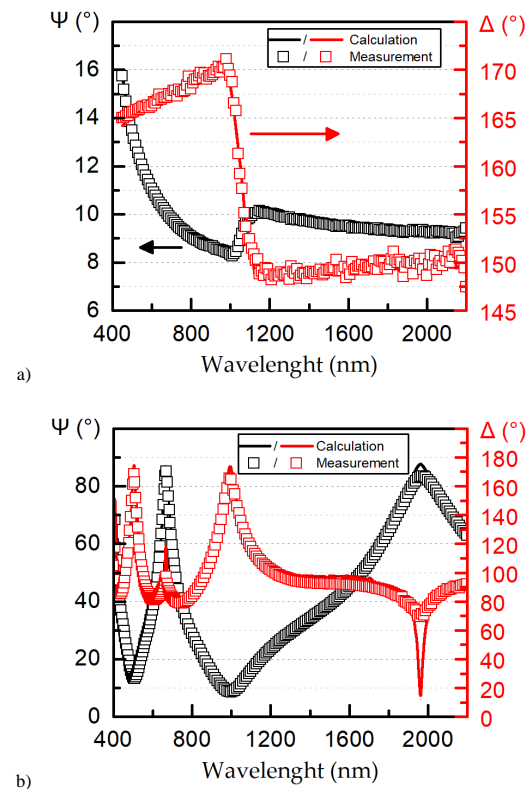 Ψ (°) Δ (°)
/ Calculation
/ Measurement
16
14
12
10
8
6
170
165
160
155
150
145
400 800 1200 1600 2000
Wavelenght (nm)
a)
Ψ (°) Δ (°)
/ Calculation
/ Measurement
80
60
40
20
0
180
160
140
120
100
80
60
40
20
0
400 800 1200 1600 2000
Wavelenght (nm)
b)